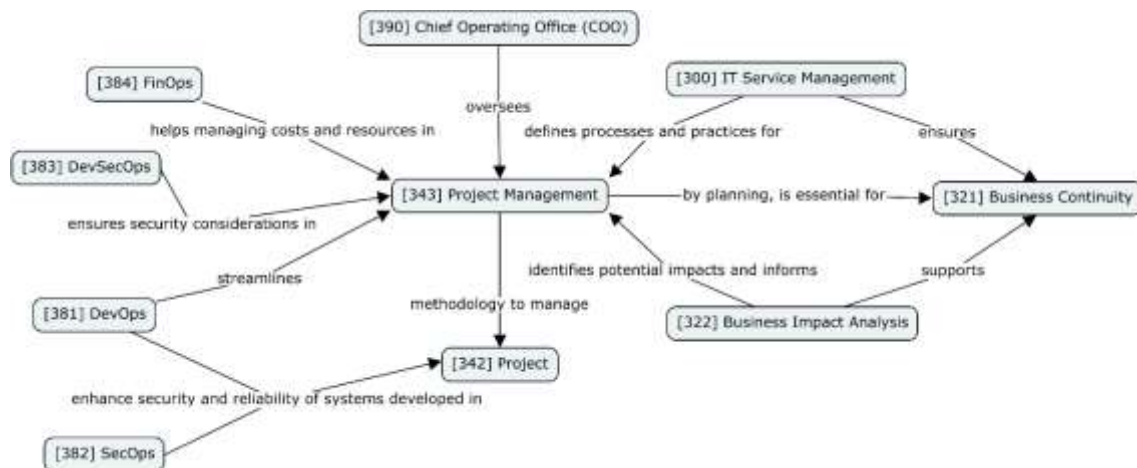 [390] Chief Operating Office (COO)
[384] FinOps
[300] IT Service Management
oversees
helps managing costs and resources in
defines processes and practices for
ensures
[383] DevSecOps
[343] Project Management
by planning, is essential for
[321] Business Continuity
ensures security considerations in
streamlines
identifies potential impacts and informs
supports
[381] DevOps
methodology to manage
[322] Business Impact Analysis
[342] Project
enhance security and reliability of systems developed in
[382] SecOps